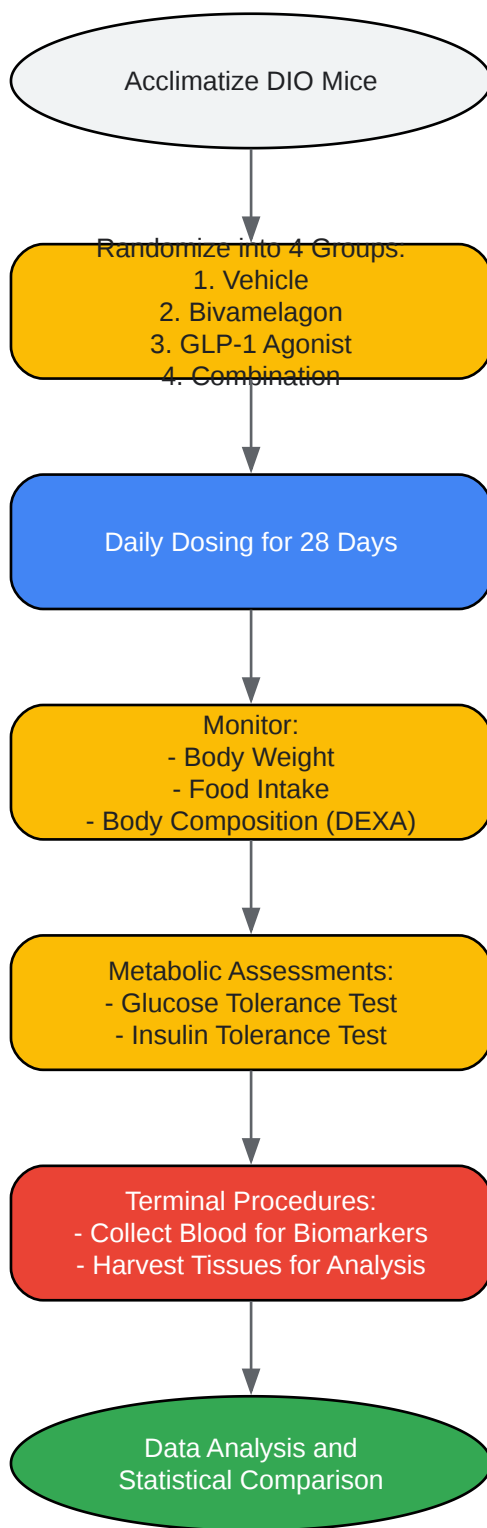 Acclimatize DIO Mice
Randomize into 4 Groups:
1. Vehicle
2. Bivamelagon
3. GLP-1 Agonist
4. Combination
Daily Dosing for 28 Days
Monitor:
- Body Weight
- Food Intake
- Body Composition (DEXA)
Metabolic Assessments:
- Glucose Tolerance Test
- Insulin Tolerance Test
Terminal Procedures:
- Collect Blood for Biomarkers
- Harvest Tissues for Analysis
Data Analysis and
Statistical Comparison